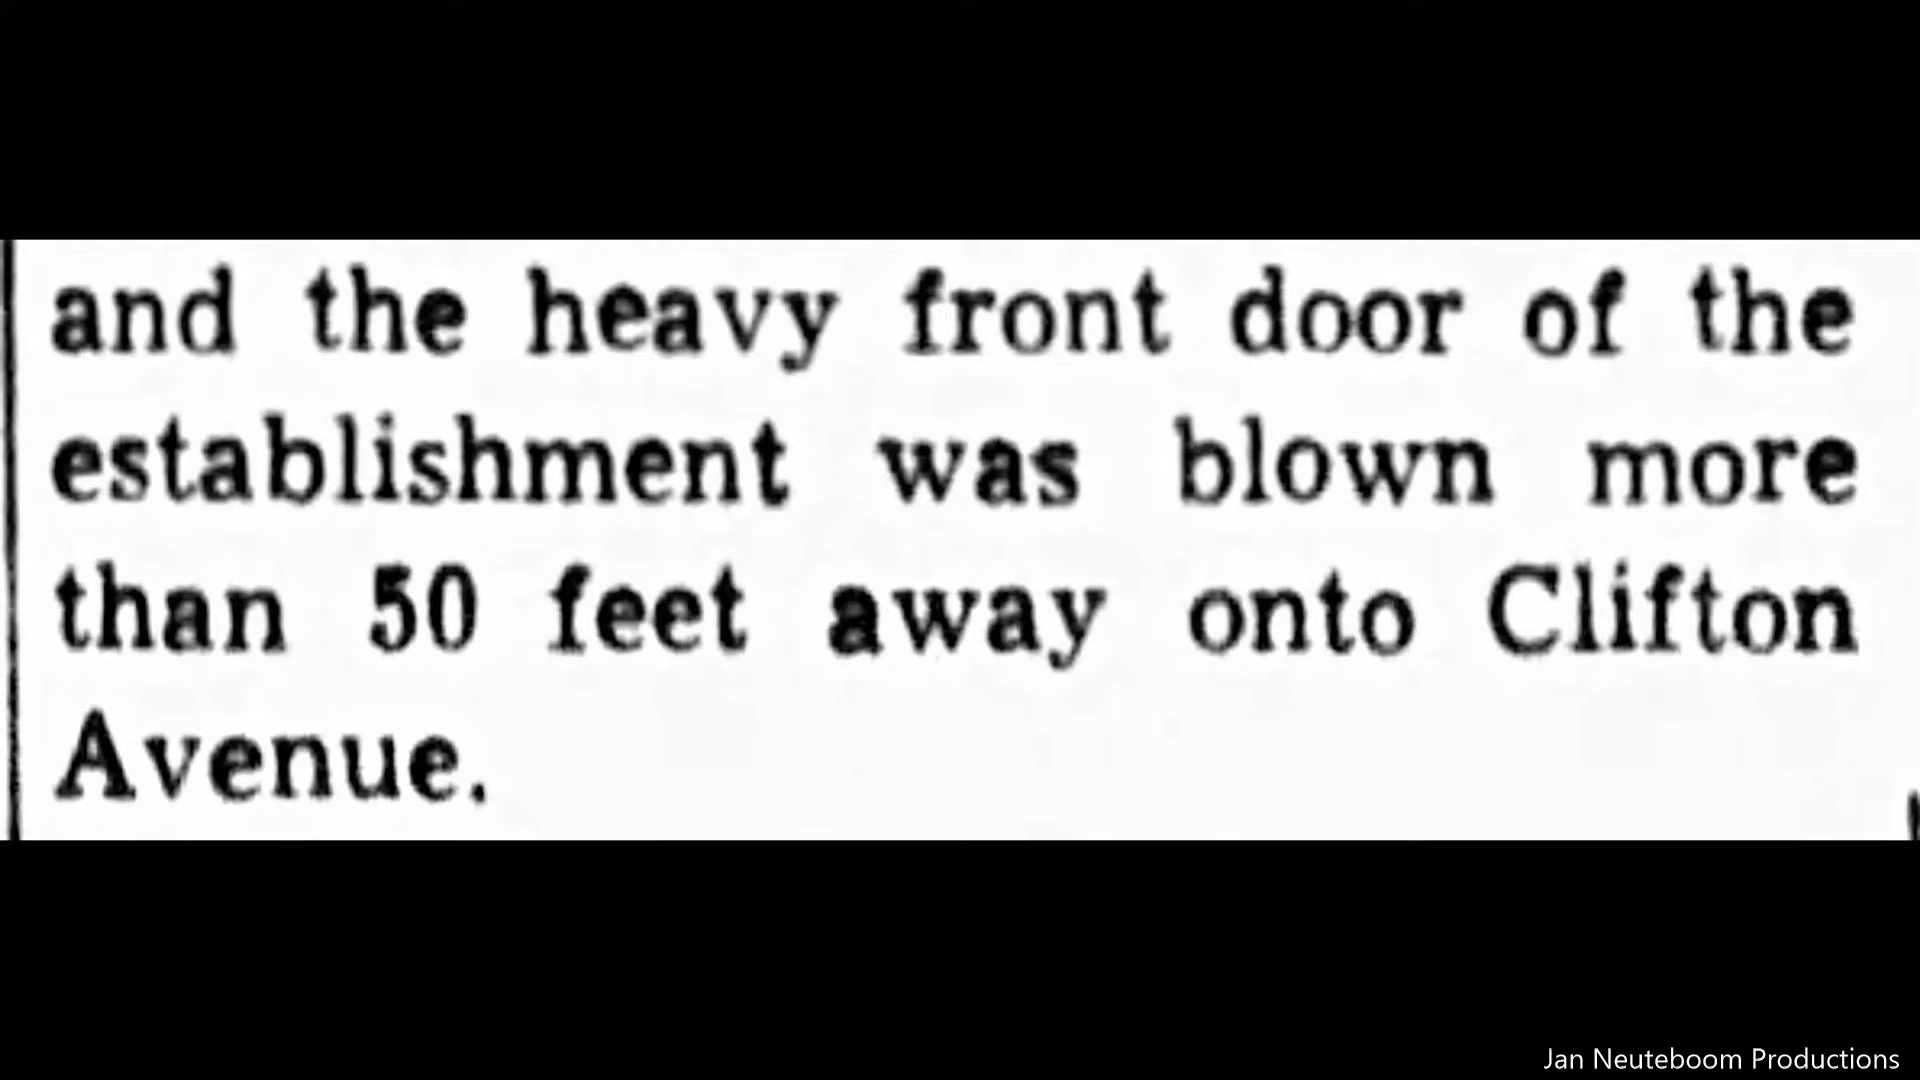 and the heavy front door of the
establishment was blown more
than 50 feet away onto Clifton
Avenue.
Jan Neuteboom Productions